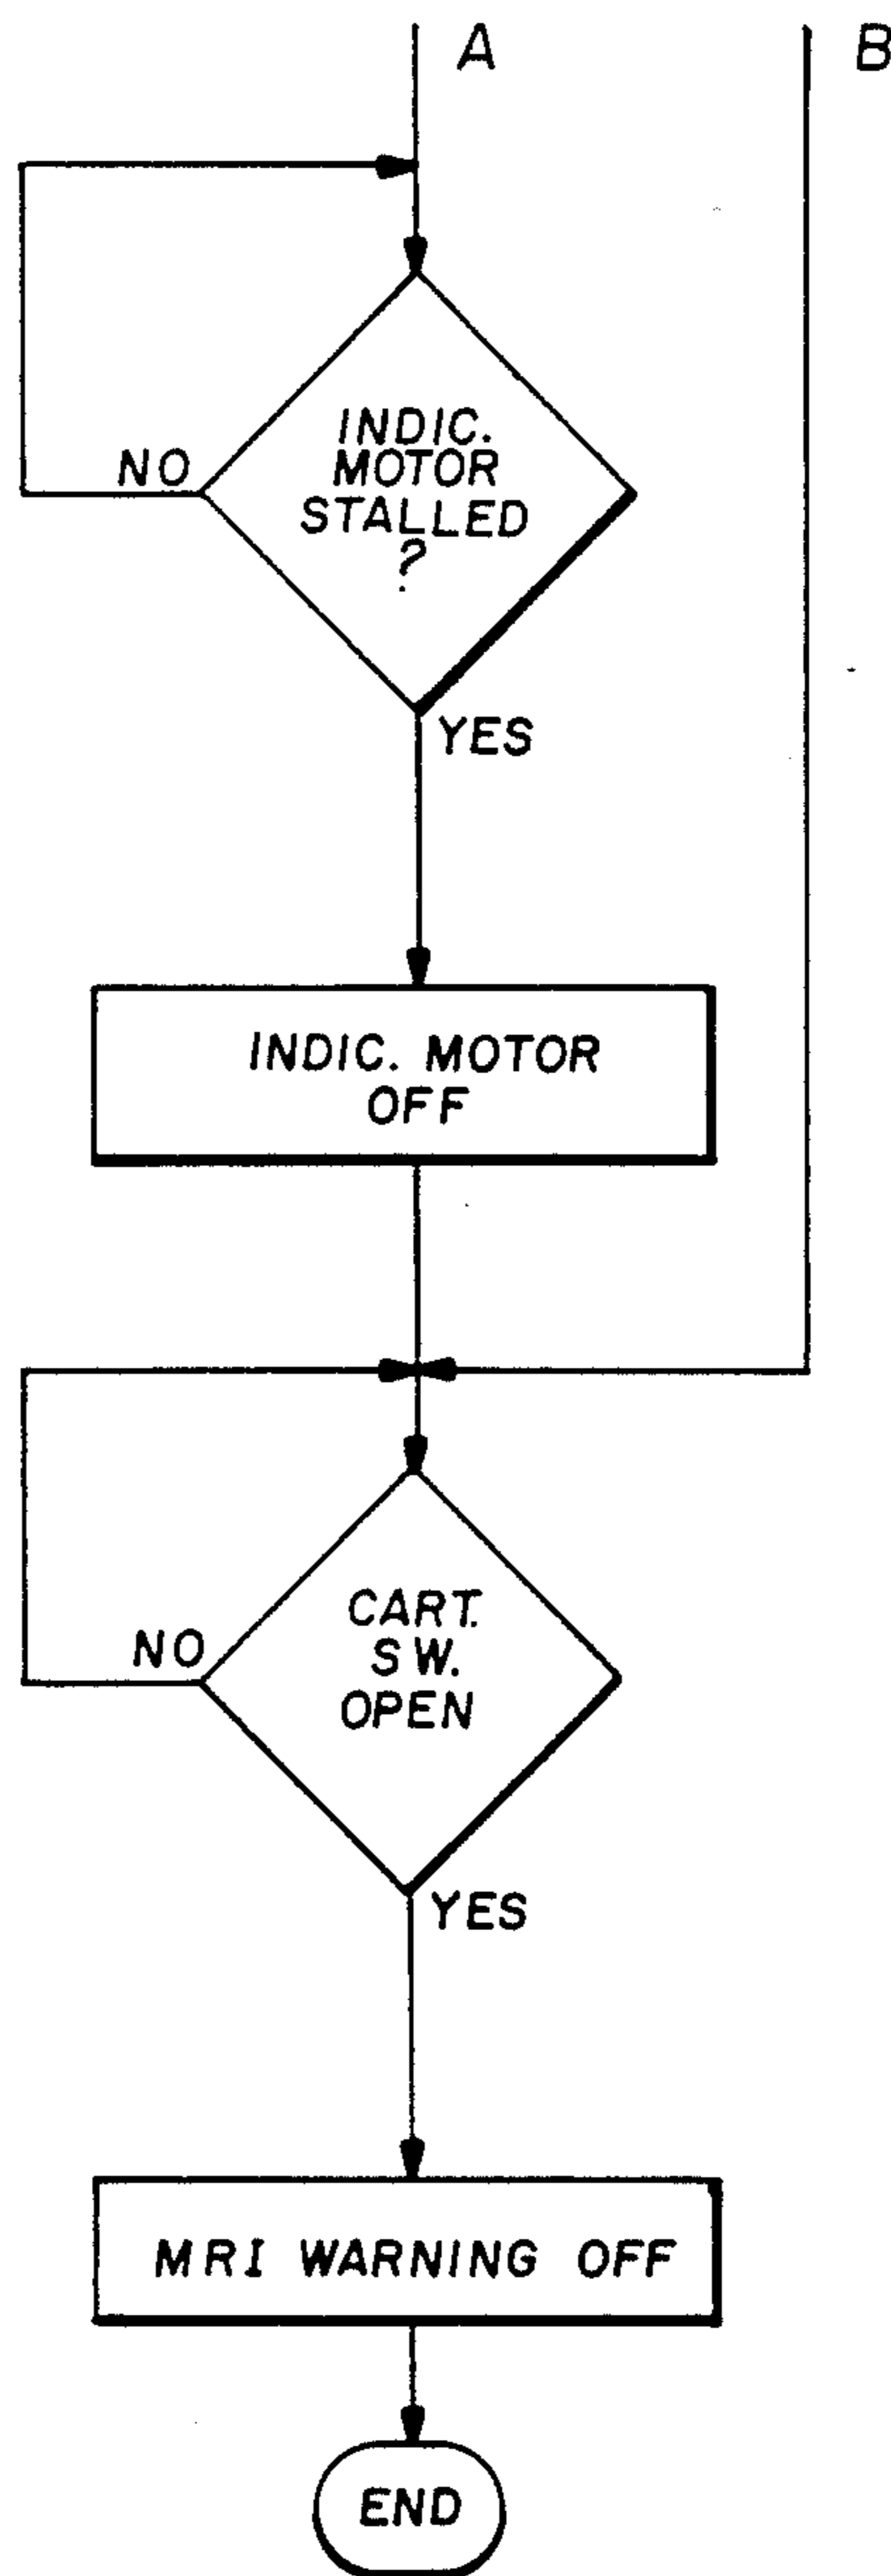 A
B
INDIC.
MOTOR
STALLED
?
NO
YES
INDIC. MOTOR
OFF
CART.
SW.
OPEN
NO
YES
MRI WARNING OFF
END